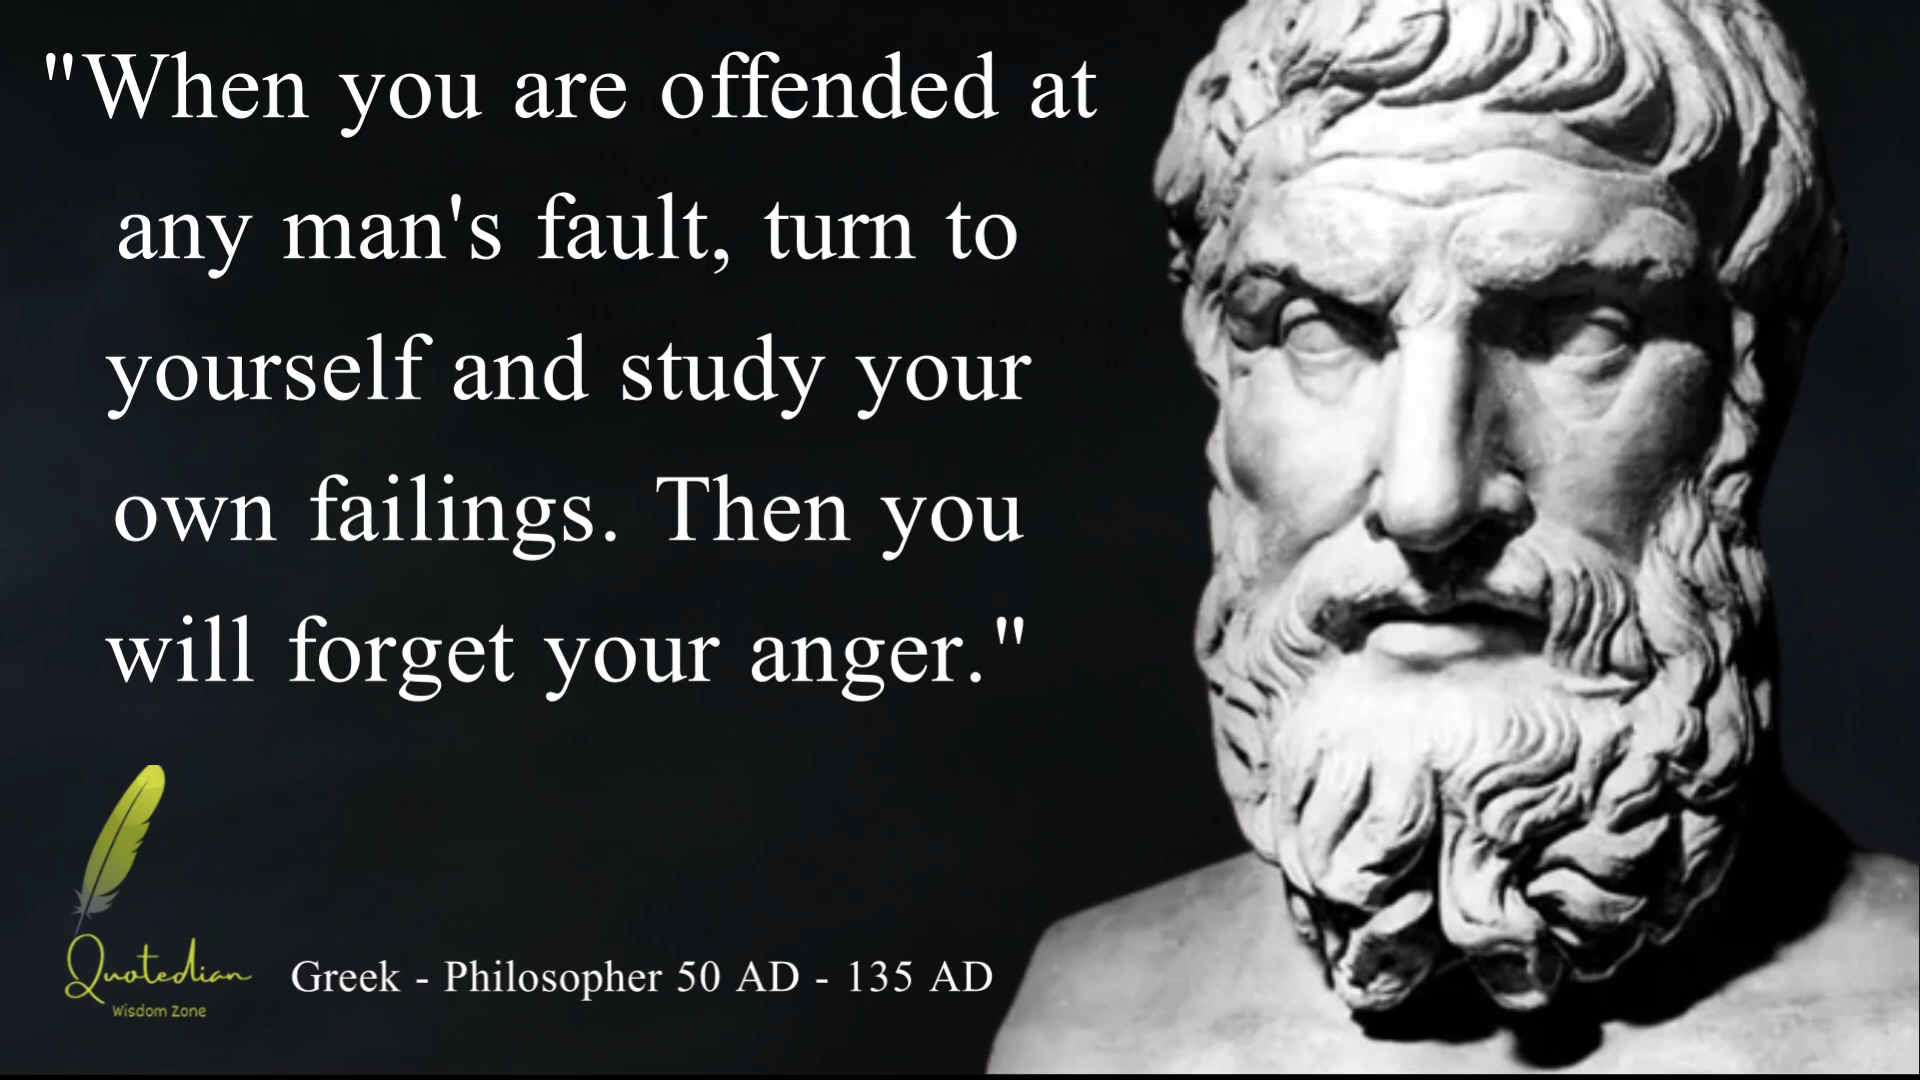 "When you are offended at
any man's fault, turn to
yourself and study your
own failings. Then you
will forget your anger."
Quotedian
Wisdom Zone
Greek - Philosopher 50 AD - 135 AD